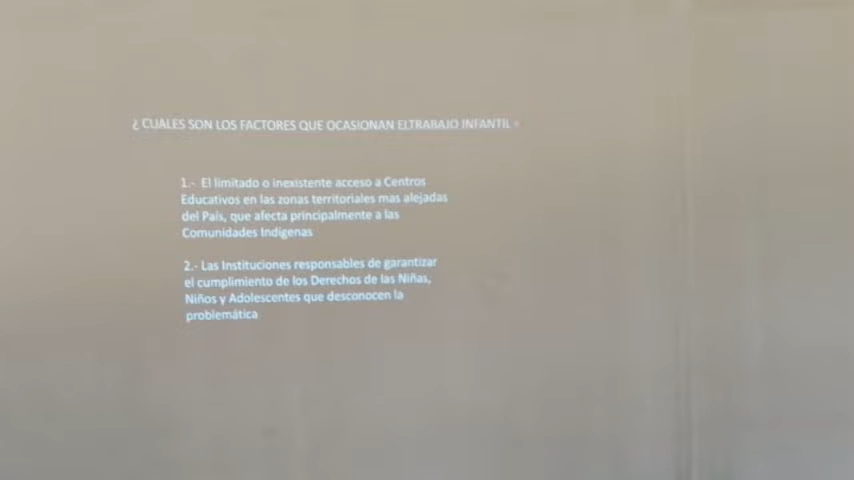 ¿ CUALES SON LOS FACTORES QUE OCASIONAN ELTRABAJO INFANTIL
1.- El limitado o inexistente acceso a Centros
Educativos en las zonas territoriales mas alejadas
del País, que afecta principalmente a las
Comunidades Indígenas
2.- Las Instituciones responsables de garantizar
el cumplimiento de los Derechos de las Niñas,
Niños y Adolescentes que desconocen la
problemática